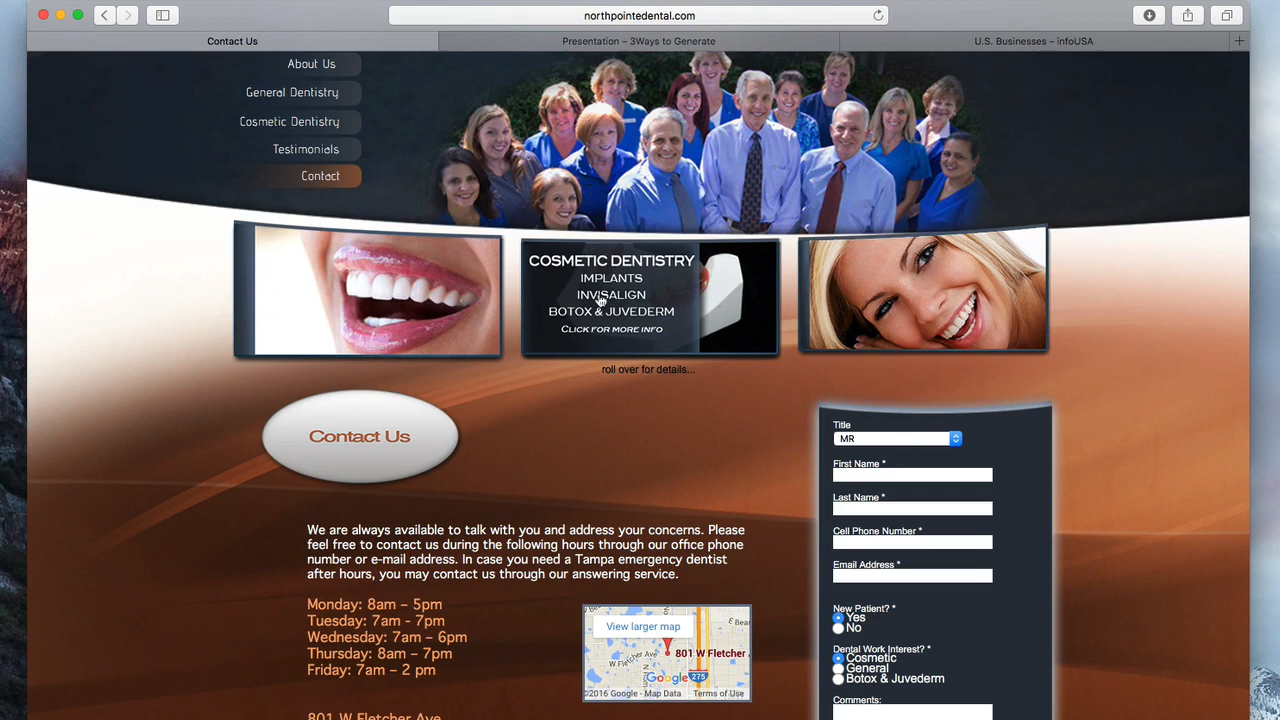 northpointedental.com
Contact Us
Presentation – 3Ways to Generate
U.S. Businesses – infoUSA
About Us
General Dentistry
Cosmetic Dentistry
Testimonials
Contact
COSMETIC DENTISTRY
IMPLANTS
INVISALIGN
BOTOX & JUVEDERM
CLICK FOR MORE INFO
roll over for details...
Contact Us
We are always available to talk with you and address your concerns. Please
feel free to contact us during the following hours through our office phone
number or e-mail address. In case you need a Tampa emergency dentist
after hours, you may contact us through our answering service.
Monday: 8am – 5pm
Tuesday: 7am - 7pm
Wednesday: 7am – 6pm
Thursday: 8am – 7pm
Friday: 7am – 2 pm
801 W Fletcher Ave
View larger map
E Bear
W Fletcher Ave
801 W Fletcher
Google
275
©2016 Google - Map Data
Terms of Use
Title
MR
First Name *
Last Name *
Cell Phone Number *
Email Address *
New Patient? *
Yes
No
Dental Work Interest? *
Cosmetic
General
Botox & Juvederm
Comments: